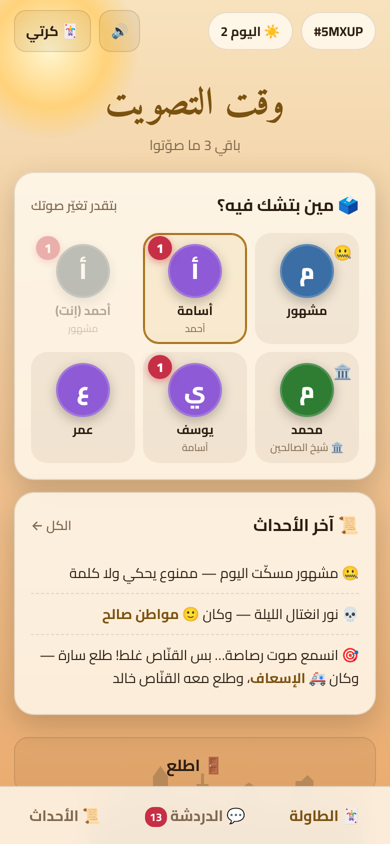 #5MXUP
☀️ اليوم 2
🔊
🃏 كرتي
وقت التصويت
باقي 3 ما صوّتوا
🗳️ مين بتشك فيه؟
بتقدر تغيّر صوتك
🤐
م
مشهور
1
أ
أسامة
أحمد
1
أ
أحمد (إنت)
مشهور
🏛️
م
محمد
🏛️ شيخ الصالحين
1
ي
يوسف
أسامة
ع
عمر
📜 آخر الأحداث
الكل ←
🤐 مشهور مسكّت اليوم — ممنوع يحكي ولا كلمة
💀 نور انغتال الليلة — وكان 🙂 مواطن صالح
🎯 انسمع صوت رصاصة... بس القنّاص غلط! طلع سارة —
وكان 🚑 الإسعاف، وطلع معه القنّاص خالد
🚪 اطلع
🃏 الطاولة
💬 الدردشة 13
📜 الأحداث